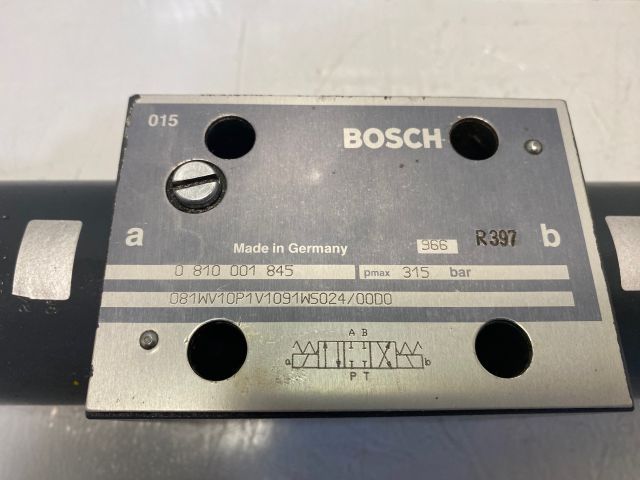 015
BOSCH
a
Made in Germany
966
R397
b
0 810 001 845
pmax 315 bar
081WV10P1V1091WS024/00D0
A B
a
b
P T